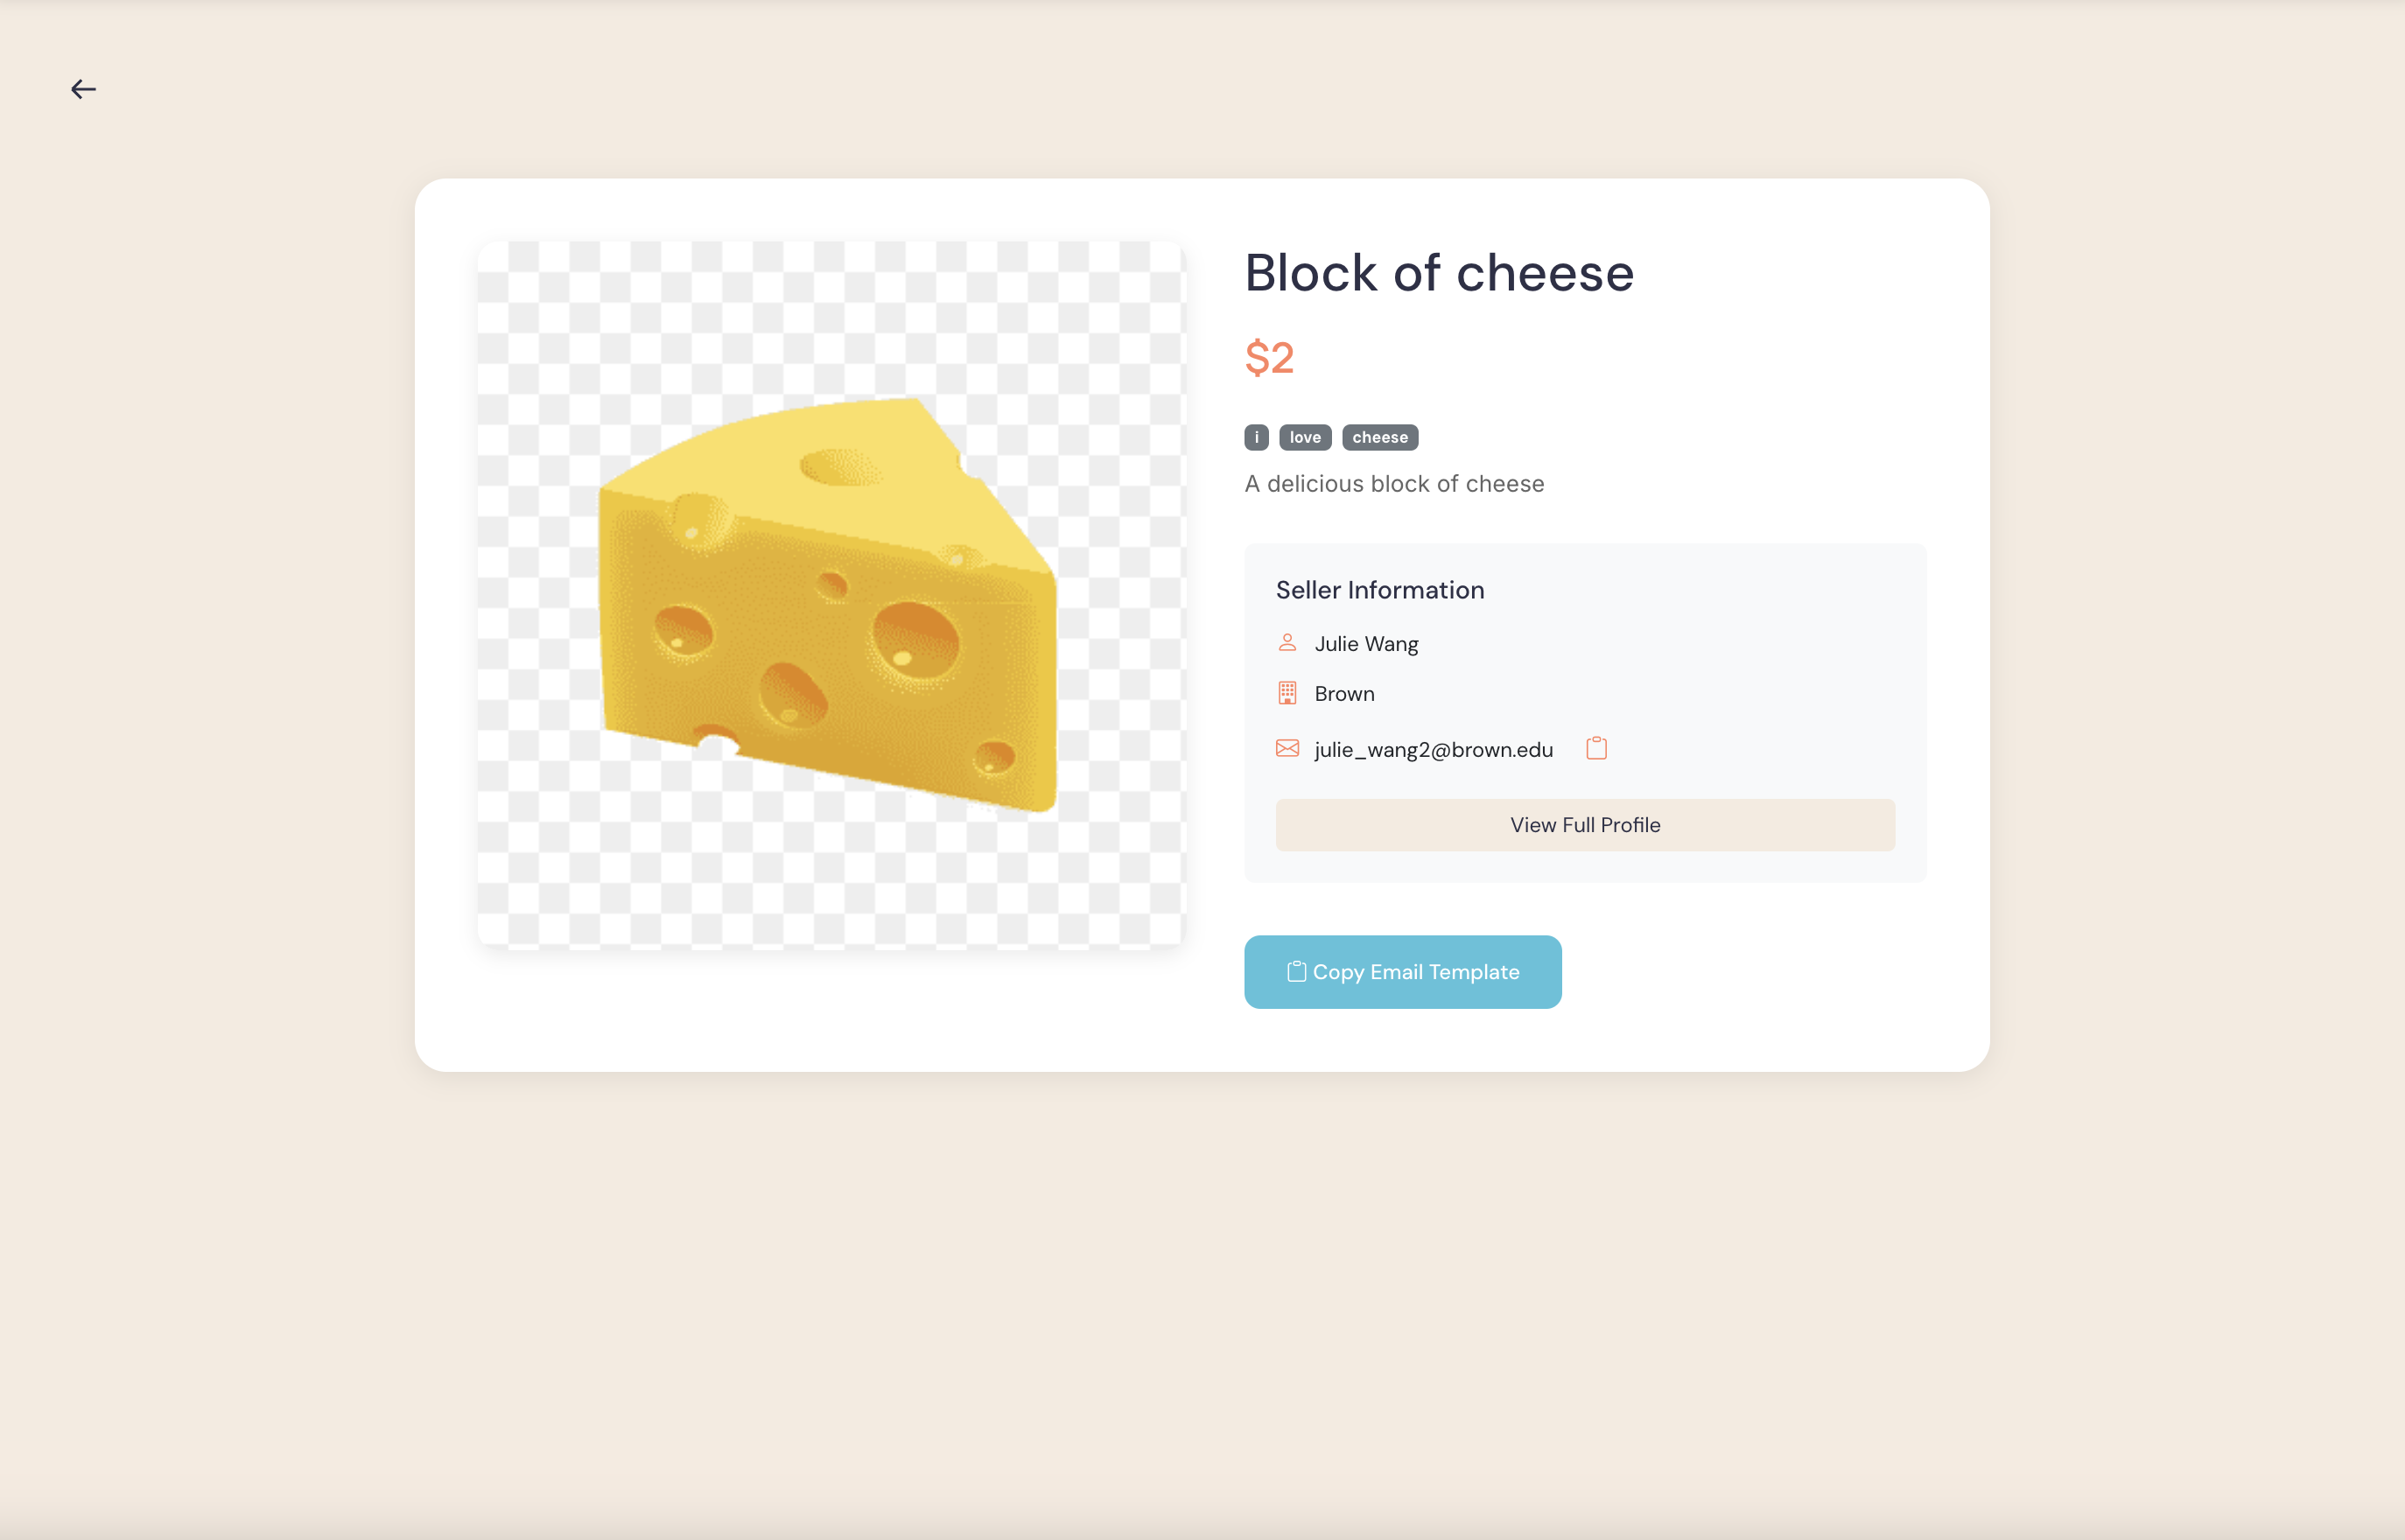 Block of cheese
$2
i love cheese
A delicious block of cheese
Seller Information
Julie Wang
Brown
julie_wang2@brown.edu
View Full Profile
Copy Email Template